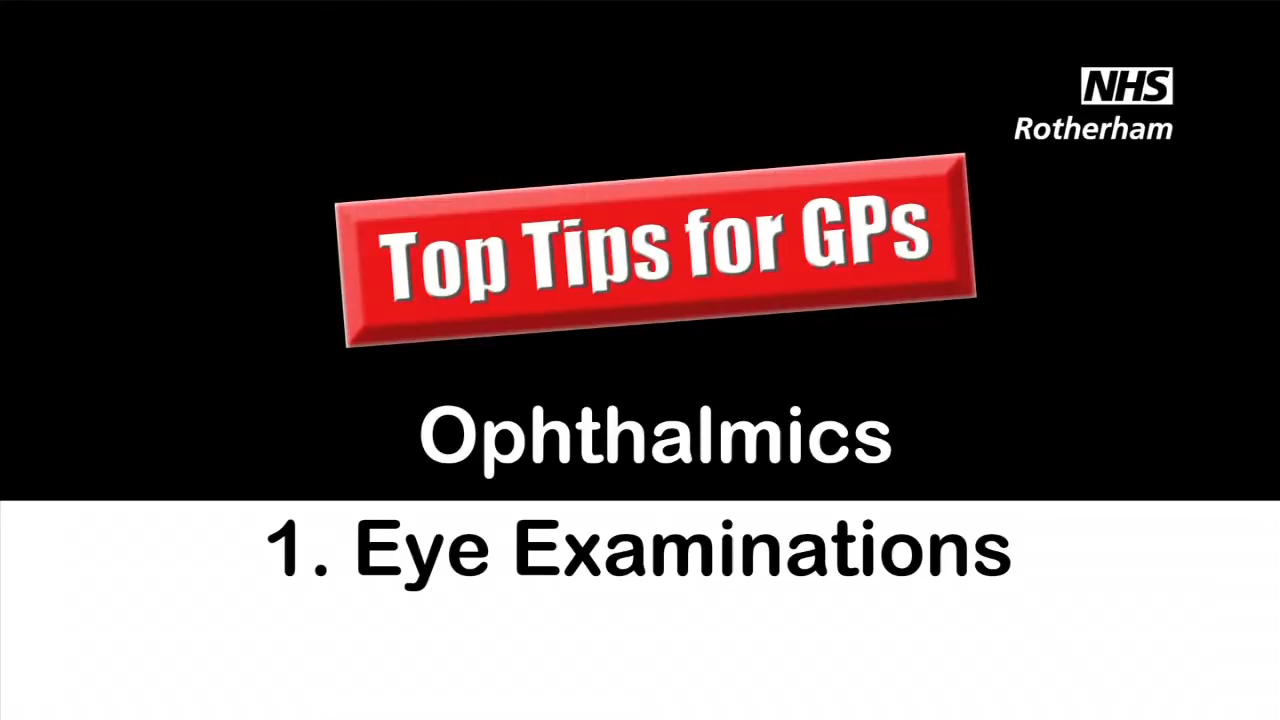 NHS
Rotherham
Top Tips for GPs
Ophthalmics
1. Eye Examinations